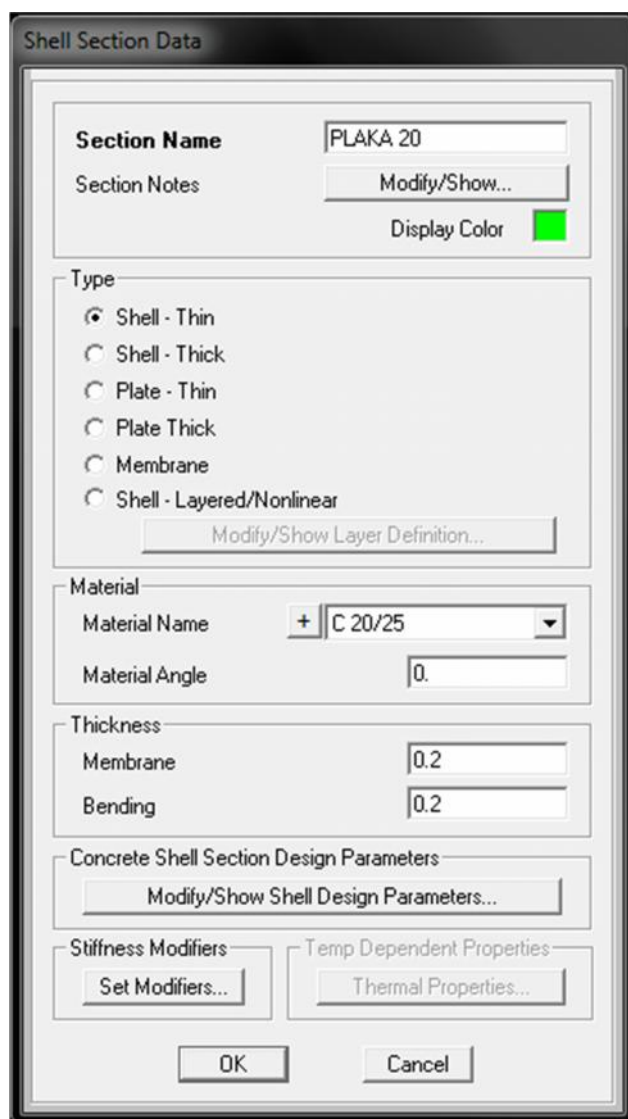 Shell Section Data
Section Name PLAKA 20
Section Notes Modify/Show...
Display Color
Type
Shell - Thin
Shell - Thick
Plate - Thin
Plate Thick
Membrane
Shell - Layered/Nonlinear
Modify/Show Layer Definition...
Material
Material Name + C 20/25
Material Angle 0.
Thickness
Membrane 0.2
Bending 0.2
Concrete Shell Section Design Parameters
Modify/Show Shell Design Parameters...
Stiffness Modifiers Temp Dependent Properties
Set Modifiers... Thermal Properties...
OK Cancel